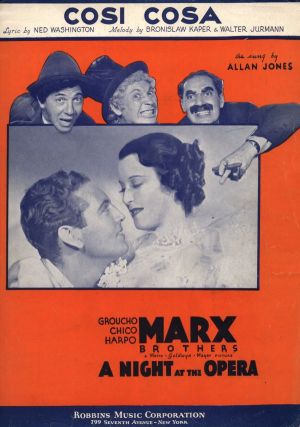 COSI COSA
Lyric by NED WASHINGTON Melody by BRONISLAW KAPER & WALTER JURMANN
as sung by
ALLAN JONES
GROUCHO
CHICO
HARPO
MARX
BROTHERS
a Metro-Goldwyn-Mayer PICTURE
A NIGHT AT THE OPERA
ROBBINS MUSIC CORPORATION
799 SEVENTH AVENUE - NEW YORK